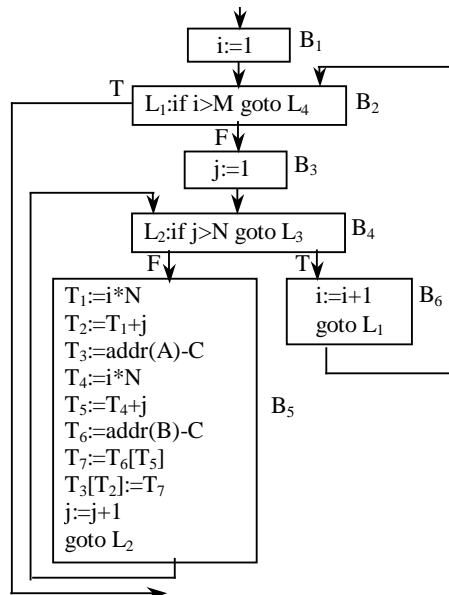 i:=1 B₁
T
L₁:if i>M goto L₄ B₂
F
j:=1 B₃
L₂:if j>N goto L₃ B₄
F T
T₁:=i*N
T₂:=T₁+j
T₃:=addr(A)-C
T₄:=i*N
T₅:=T₄+j
T₆:=addr(B)-C
T₇:=T₆[T₅]
T₃[T₂]:=T₇
j:=j+1
goto L₂
B₅
i:=i+1
goto L₁
B₆